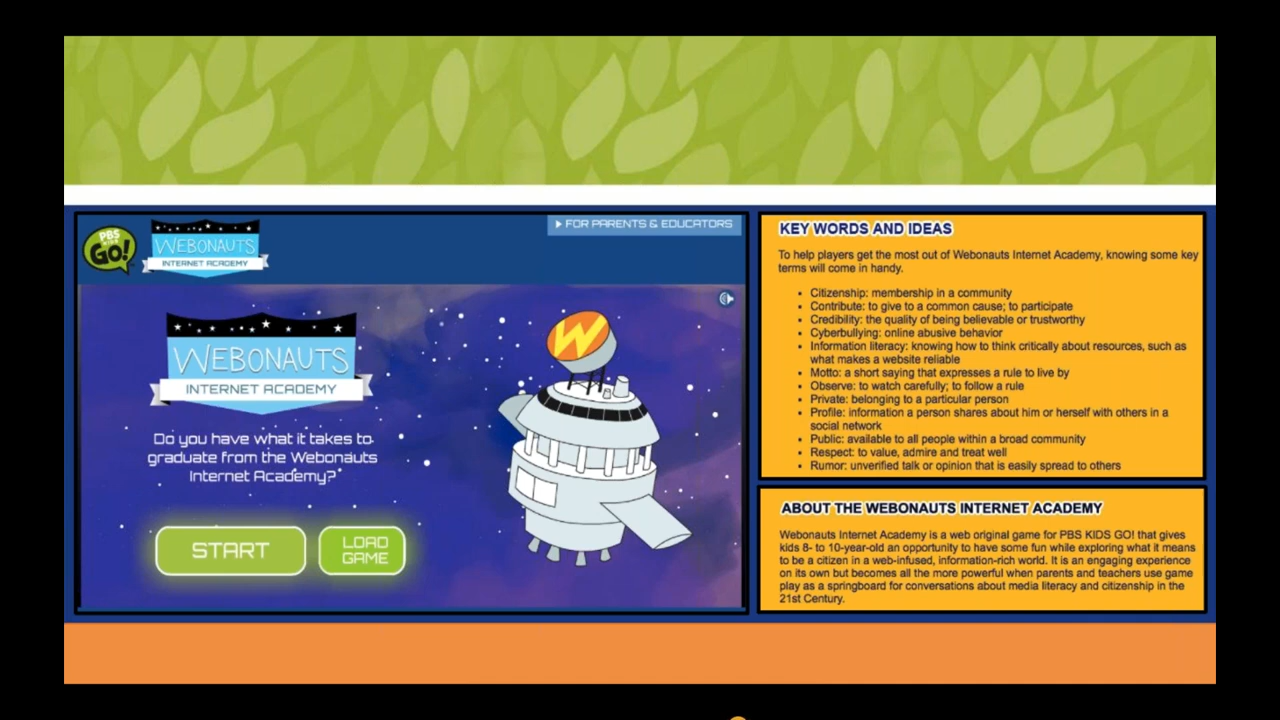 FOR PARENTS & EDUCATORS
PBS
KIDS
GO!
WEBONAUTS
INTERNET ACADEMY
WEBONAUTS
INTERNET ACADEMY
Do you have what it takes to
graduate from the Webonauts
Internet Academy?
START
LOAD
GAME
W
KEY WORDS AND IDEAS
To help players get the most out of Webonauts Internet Academy, knowing some key
terms will come in handy.
• Citizenship: membership in a community
• Contribute: to give to a common cause; to participate
• Credibility: the quality of being believable or trustworthy
• Cyberbullying: online abusive behavior
• Information literacy: knowing how to think critically about resources, such as
what makes a website reliable
• Motto: a short saying that expresses a rule to live by
• Observe: to watch carefully; to follow a rule
• Private: belonging to a particular person
• Profile: information a person shares about him or herself with others in a
social network
• Public: available to all people within a broad community
• Respect: to value, admire and treat well
• Rumor: unverified talk or opinion that is easily spread to others
ABOUT THE WEBONAUTS INTERNET ACADEMY
Webonauts Internet Academy is a web original game for PBS KIDS GO! that gives
kids 8- to 10-year-old an opportunity to have some fun while exploring what it means
to be a citizen in a web-infused, information-rich world. It is an engaging experience
on its own but becomes all the more powerful when parents and teachers use game
play as a springboard for conversations about media literacy and citizenship in the
21st Century.